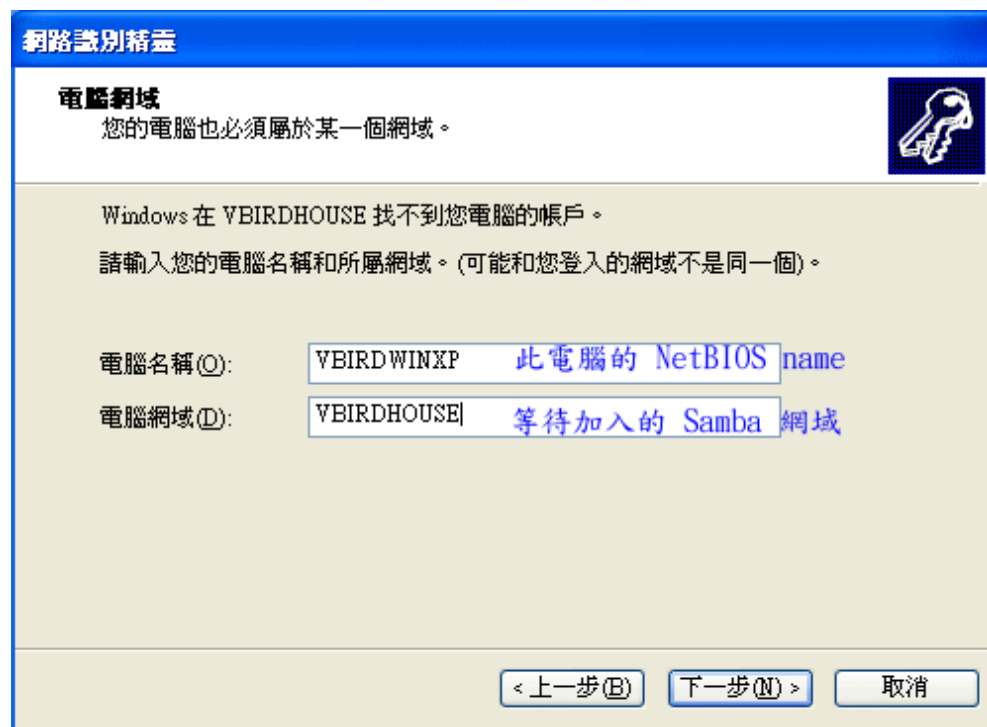 網路識別精靈
電腦網域
您的電腦也必須屬於某一個網域。
Windows 在 VBIRDHOUSE 找不到您電腦的帳戶。
請輸入您的電腦名稱和所屬網域。(可能和您登入的網域不是同一個)。
電腦名稱(O): VBIRDWINXP 此電腦的 NetBIOS name
電腦網域(D): VBIRDHOUSE 等待加入的 Samba 網域
<上一步(B) 下一步(N)> 取消